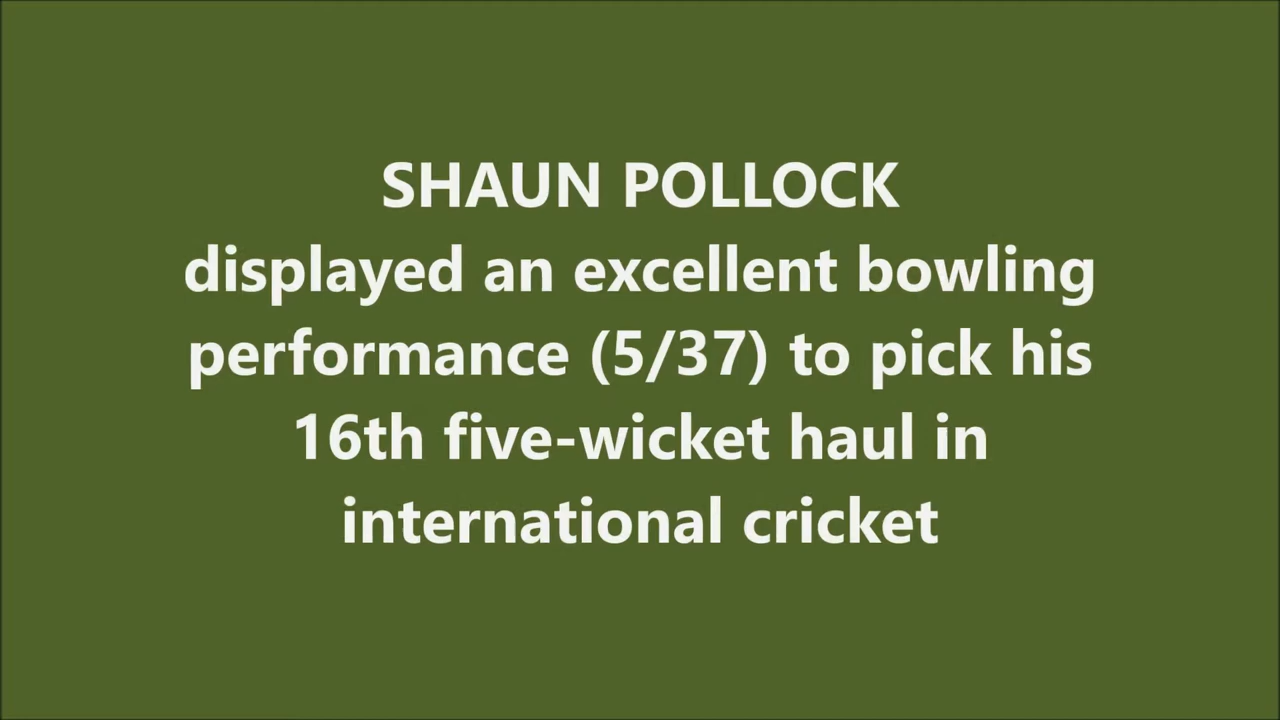 SHAUN POLLOCK
displayed an excellent bowling
performance (5/37) to pick his
16th five-wicket haul in
international cricket